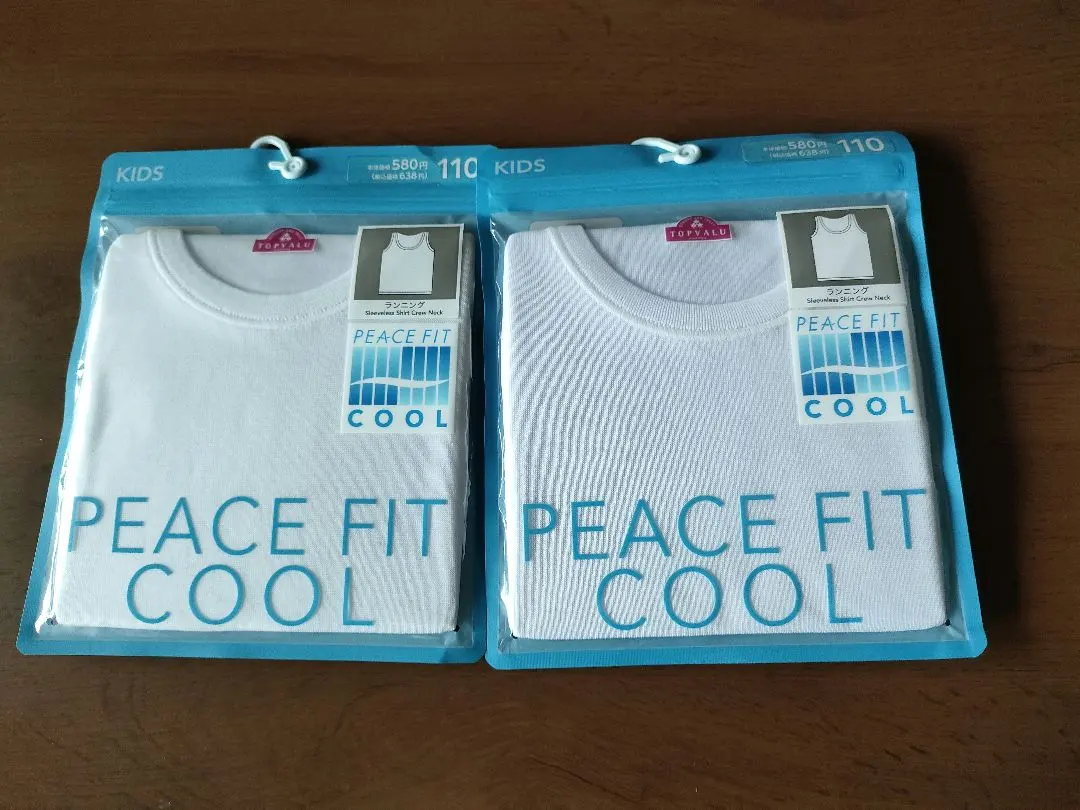 KIDS
本体価格 580円
(税込価格 638円)
110
TOPVALU
ランニング
Sleeveless Shirt Crew Neck
PEACE FIT
COOL
PEACE FIT
COOL
KIDS
本体価格 580円
(税込価格 638円)
110
TOPVALU
ランニング
Sleeveless Shirt Crew Neck
PEACE FIT
COOL
PEACE FIT
COOL